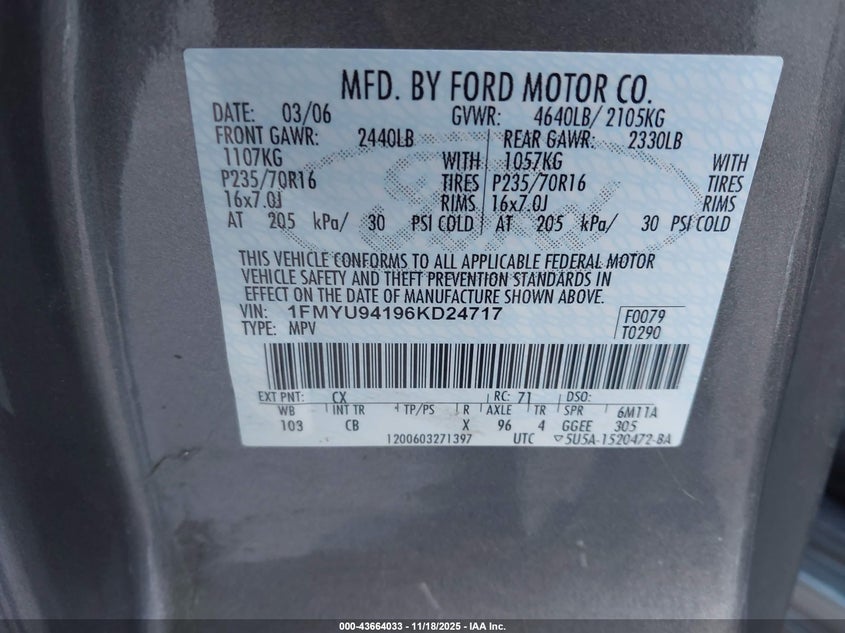 MFD. BY FORD MOTOR CO.
DATE: 03/06 GVWR: 4640LB/ 2105KG
FRONT GAWR: 2440LB REAR GAWR: 2330LB
1107KG WITH 1057KG WITH
P235/70R16 TIRES P235/70R16 TIRES
16x7.0J RIMS 16x7.0J RIMS
AT 205 kPa/ 30 PSI COLD AT 205 kPa/ 30 PSI COLD
THIS VEHICLE CONFORMS TO ALL APPLICABLE FEDERAL MOTOR
VEHICLE SAFETY AND THEFT PREVENTION STANDARDS IN
EFFECT ON THE DATE OF MANUFACTURE SHOWN ABOVE.
VIN: 1FMYU94196KD24717 F0079
TYPE: MPV T0290
EXT PNT: CX RC: 71 DSO:
WB INT TR TP/PS R AXLE TR SPR 6M11A
103 CB X 96 4 GGEE 305
1200603271397 UTC ▽5U5A-1520472-BA
000-43664033 — 11/18/2025 — IAA Inc.